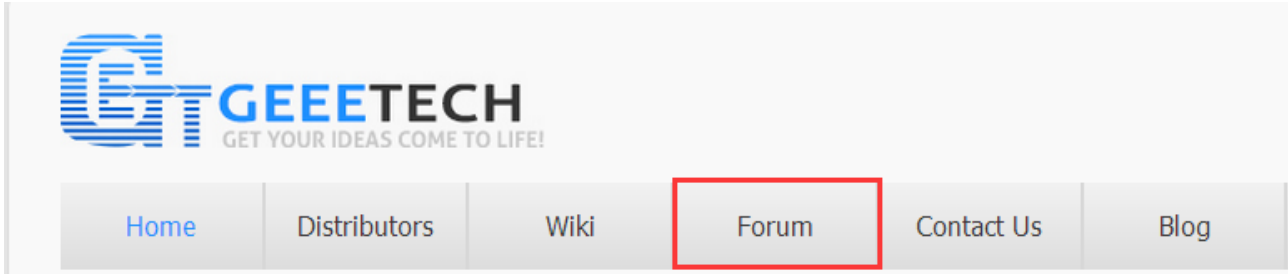 GEEETECH
GET YOUR IDEAS COME TO LIFE!
Home Distributors Wiki Forum Contact Us Blog